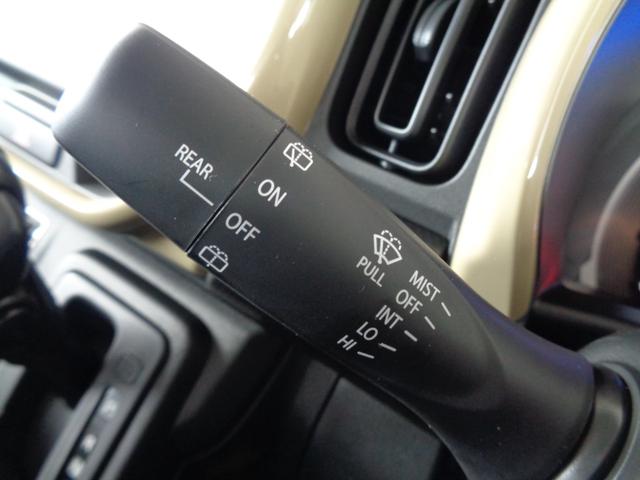 REAR
ON
OFF
PULL
MIST
OFF
INT
LO
HI